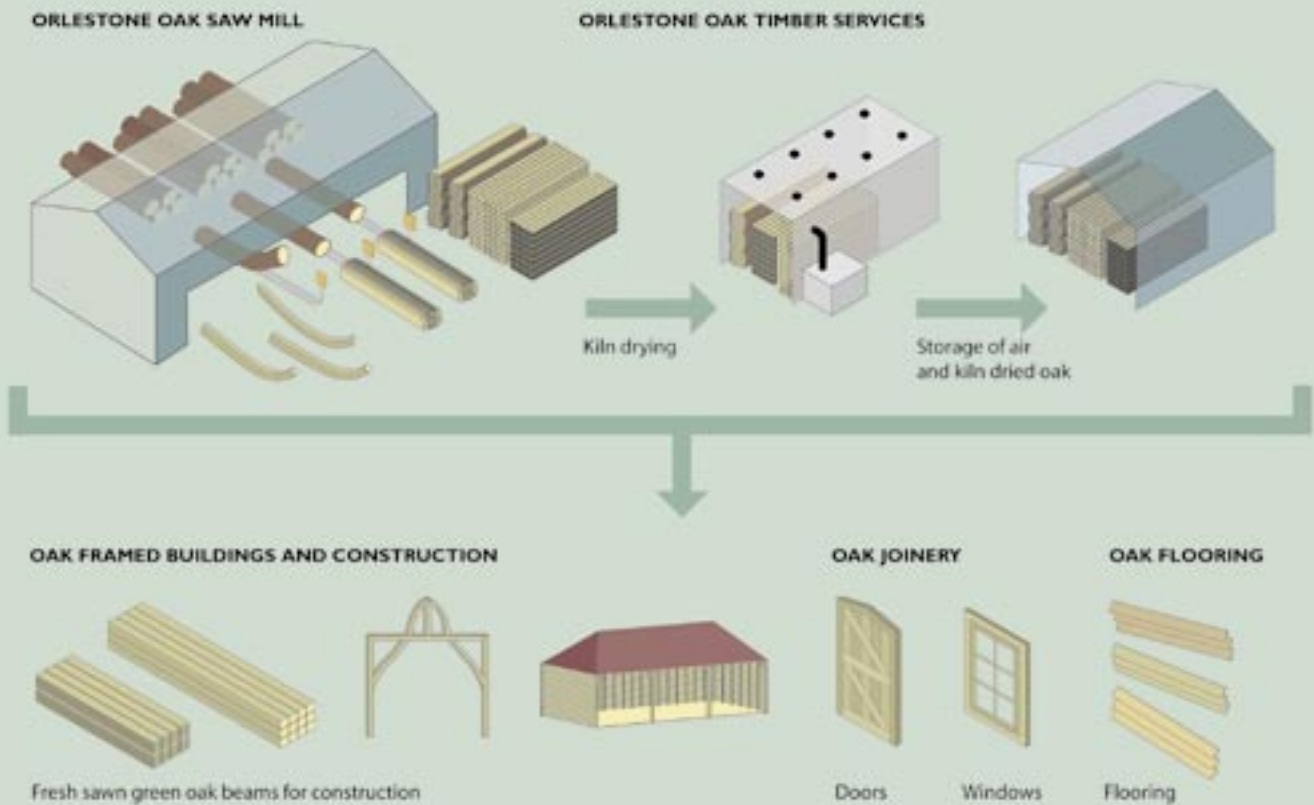 ORLESTONE OAK SAW MILL
ORLESTONE OAK TIMBER SERVICES
Kiln drying
Storage of air
and kiln dried oak
OAK FRAMED BUILDINGS AND CONSTRUCTION
OAK JOINERY
OAK FLOORING
Fresh sawn green oak beams for construction
Doors
Windows
Flooring